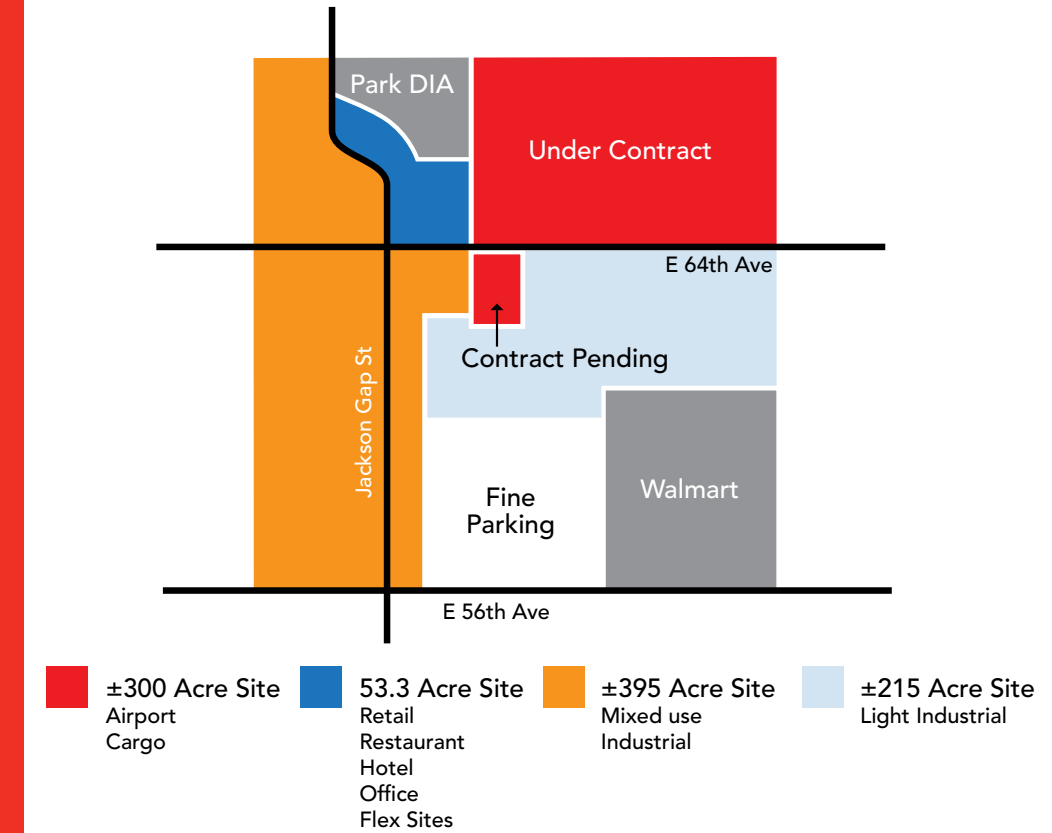 Park DIA
Under Contract
E 64th Ave
Contract Pending
Jackson Gap St
Fine
Parking
Walmart
E 56th Ave
±300 Acre Site
Airport
Cargo
53.3 Acre Site
Retail
Restaurant
Hotel
Office
Flex Sites
±395 Acre Site
Mixed use
Industrial
±215 Acre Site
Light Industrial